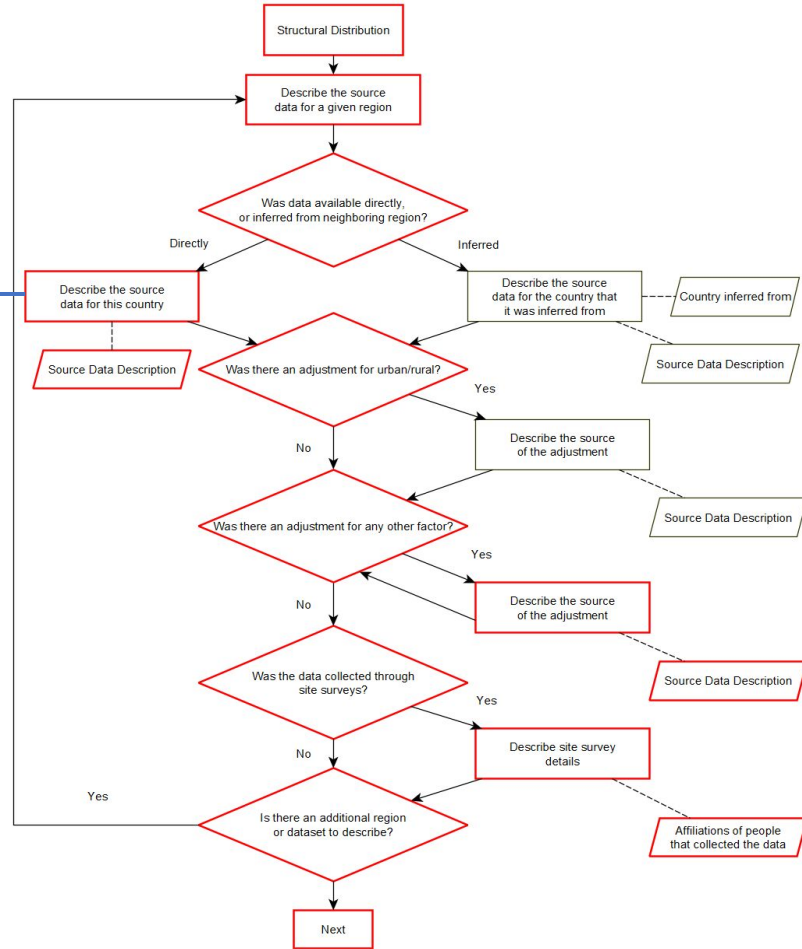 Structural Distribution
Describe the source
data for a given region
Was data available directly,
or inferred from neighboring region?
Directly
Inferred
Describe the source
data for this country
Describe the source
data for the country that
it was inferred from
Country inferred from
Source Data Description
Source Data Description
Was there an adjustment for urban/rural?
Yes
No
Describe the source
of the adjustment
Source Data Description
Was there an adjustment for any other factor?
Yes
No
Describe the source
of the adjustment
Source Data Description
Was the data collected through
site surveys?
Yes
No
Describe site survey
details
Yes
Is there an additional region
or dataset to describe?
Affiliations of people
that collected the data
Next